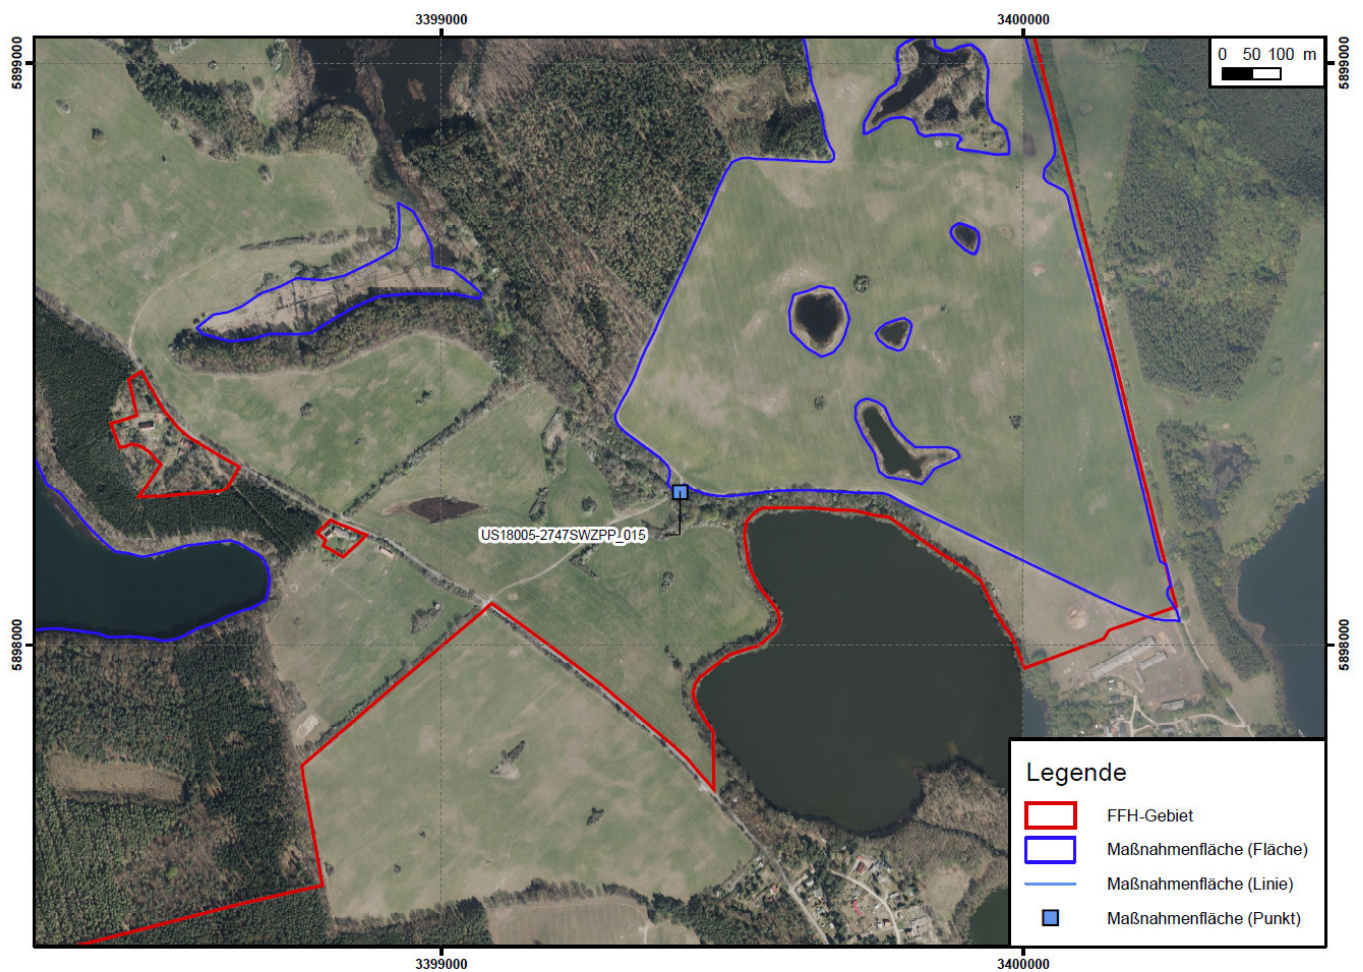 3399000
3400000
5899000
5899000
0 50 100 m
US18005-2747SWZPP_015
5898000
5898000
Legende
FFH-Gebiet
Maßnahmenfläche (Fläche)
Maßnahmenfläche (Linie)
Maßnahmenfläche (Punkt)
3399000
3400000